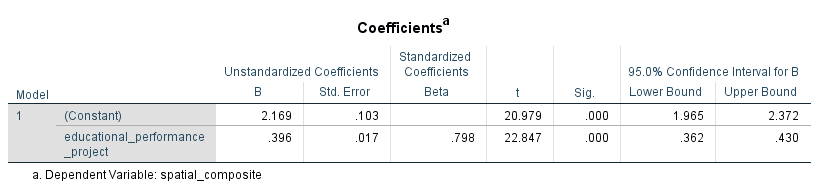 Coefficientsa
Model Unstandardized Coefficients Standardized Coefficients t Sig. 95.0% Confidence Interval for B
B Std. Error Beta Lower Bound Upper Bound
1 (Constant) 2.169 .103 20.979 .000 1.965 2.372
educational_performance_project .396 .017 .798 22.847 .000 .362 .430
a. Dependent Variable: spatial_composite